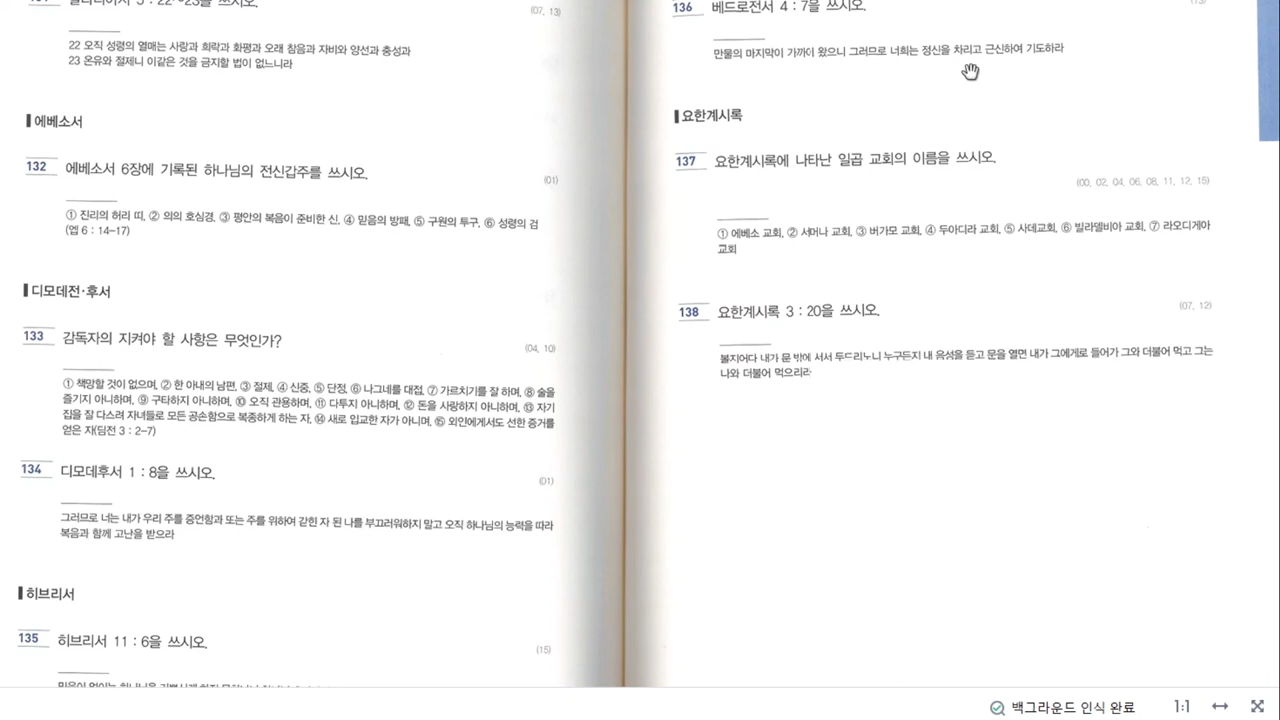 5 : 22~23을 쓰시오.
(07, 13)
22 오직 성령의 열매는 사랑과 희락과 화평과 오래 참음과 자비와 양선과 충성과
23 온유와 절제니 이같은 것을 금지할 법이 없느니라
에베소서
132 에베소서 6장에 기록된 하나님의 전신갑주를 쓰시오.
(01)
① 진리의 허리 띠, ② 의의 호심경, ③ 평안의 복음이 준비한 신, ④ 믿음의 방패, ⑤ 구원의 투구, ⑥ 성령의 검
(엡 6 : 14-17)
디모데전·후서
133 감독자의 지켜야 할 사항은 무엇인가?
(04, 10)
① 책망할 것이 없으며, ② 한 아내의 남편, ③ 절제, ④ 신중, ⑤ 단정, ⑥ 나그네를 대접, ⑦ 가르치기를 잘 하며, ⑧ 술을
즐기지 아니하며, ⑨ 구타하지 아니하며, ⑩ 오직 관용하며, ⑪ 다투지 아니하며, ⑫ 돈을 사랑하지 아니하며, ⑬ 자기
집을 잘 다스려 자녀들로 모든 공손함으로 복종하게 하는 자, ⑭ 새로 입교한 자가 아니며, ⑮ 외인에게서도 선한 증거를
얻은 자(딤전 3 : 2-7)
134 디모데후서 1 : 8을 쓰시오.
(01)
그러므로 너는 내가 우리 주를 증언함과 또는 주를 위하여 갇힌 자 된 나를 부끄러워하지 말고 오직 하나님의 능력을 따라
복음과 함께 고난을 받으라
히브리서
135 히브리서 11 : 6을 쓰시오.
(15)
136 베드로전서 4 : 7을 쓰시오.
(13)
만물의 마지막이 가까이 왔으니 그러므로 너희는 정신을 차리고 근신하여 기도하라
요한계시록
137 요한계시록에 나타난 일곱 교회의 이름을 쓰시오.
(00, 02, 04, 06, 08, 11, 12, 15)
① 에베소 교회, ② 서머나 교회, ③ 버가모 교회, ④ 두아디라 교회, ⑤ 사데교회, ⑥ 빌라델비아 교회, ⑦ 라오디게아
교회
138 요한계시록 3 : 20을 쓰시오.
(07, 12)
볼지어다 내가 문 밖에 서서 두드리노니 누구든지 내 음성을 듣고 문을 열면 내가 그에게로 들어가 그와 더불어 먹고 그는
나와 더불어 먹으리라
백그라운드 인식 완료
1:1